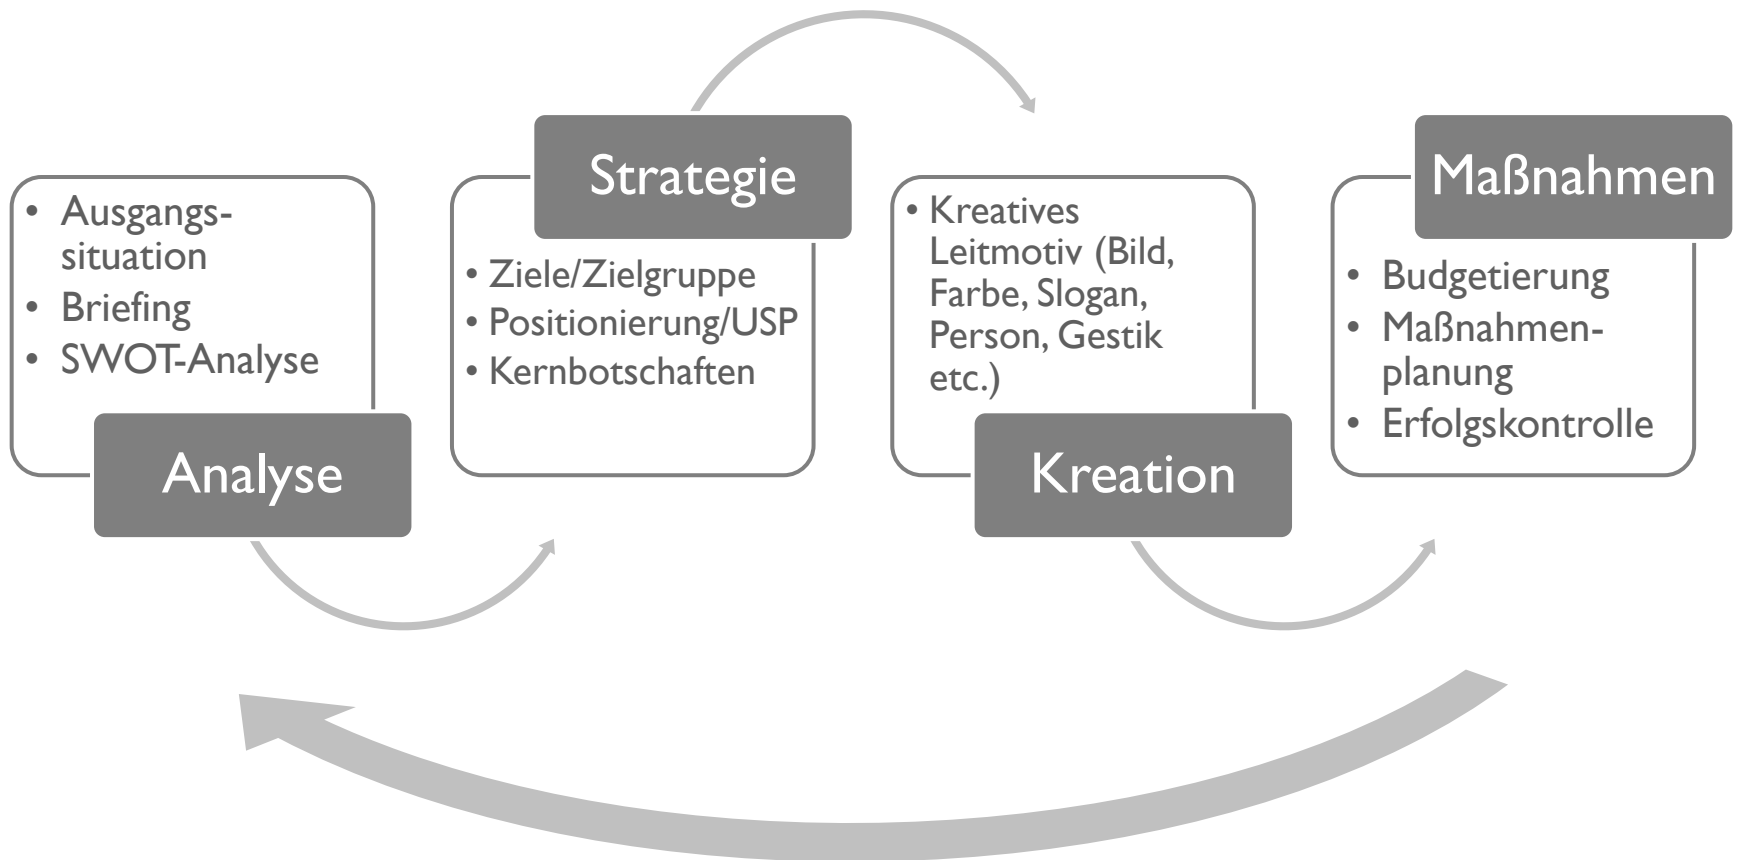 • Ausgangs-
situation
• Briefing
• SWOT-Analyse
Analyse
Strategie
• Ziele/Zielgruppe
• Positionierung/USP
• Kernbotschaften
• Kreatives
Leitmotiv (Bild,
Farbe, Slogan,
Person, Gestik
etc.)
Kreation
Maßnahmen
• Budgetierung
• Maßnahmen-
planung
• Erfolgskontrolle